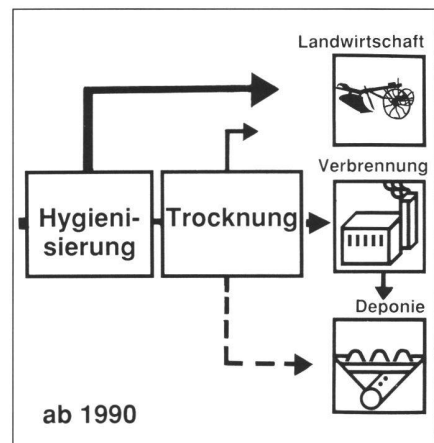 Landwirtschaft
Verbrennung
Hygieni-
sierung
Trocknung
Deponie
ab 1990